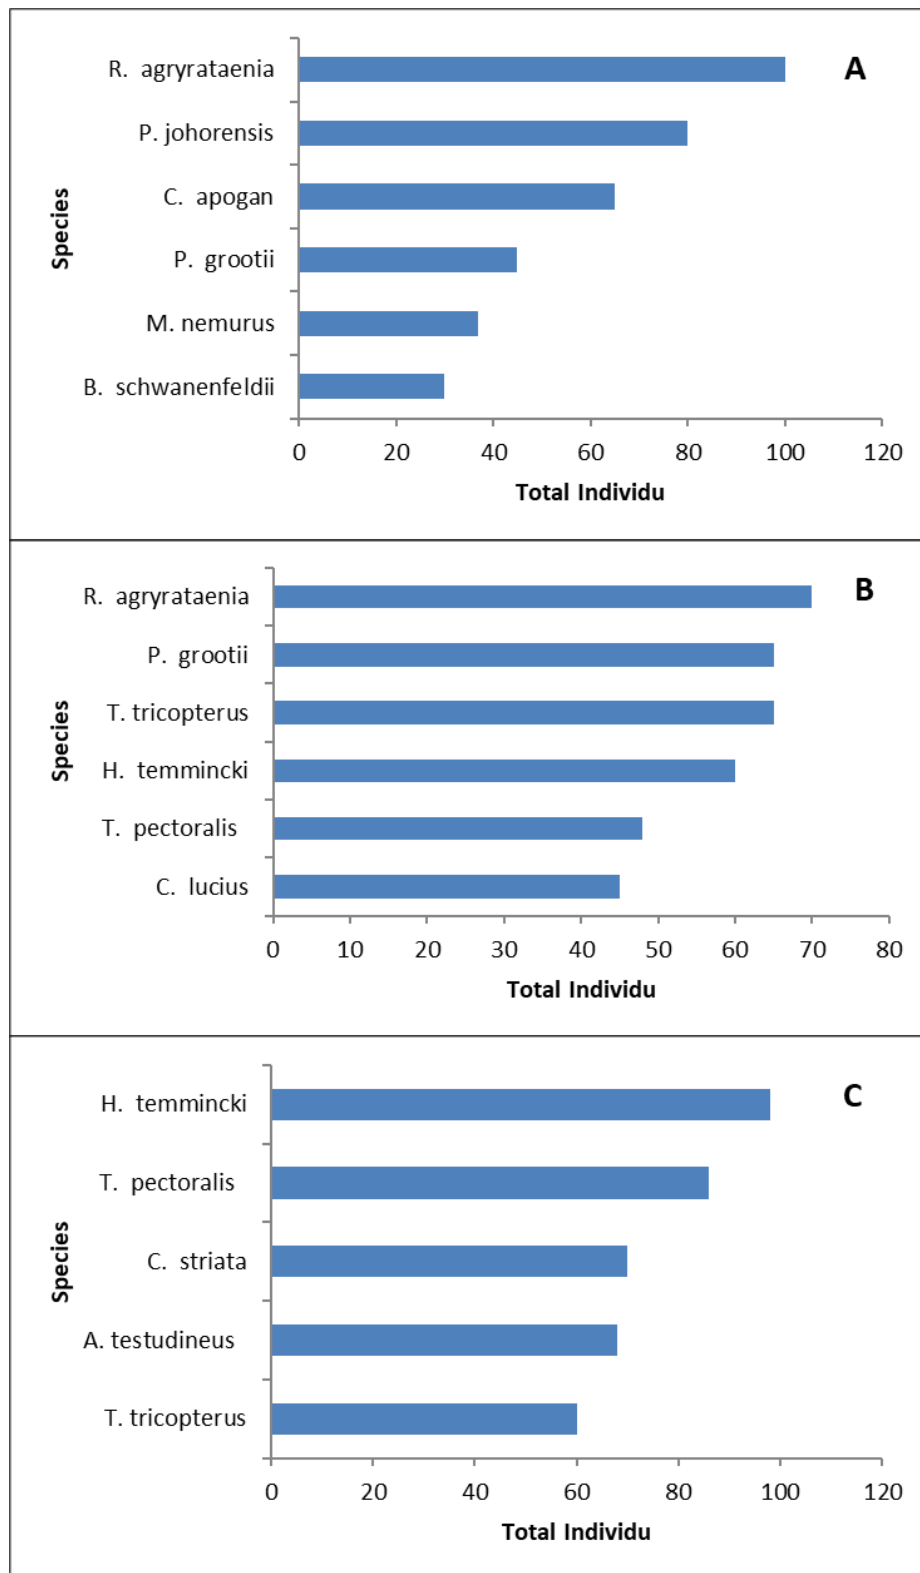 A
Species
R. agryrataenia
P. johorensis
C. apogan
P. grootii
M. nemurus
B. schwanenfeldii
0 20 40 60 80 100 120
Total Individu
B
Species
R. agryrataenia
P. grootii
T. tricopterus
H. temmincki
T. pectoralis
C. lucius
0 10 20 30 40 50 60 70 80
Total Individu
C
Species
H. temmincki
T. pectoralis
C. striata
A. testudineus
T. tricopterus
0 20 40 60 80 100 120
Total Individu